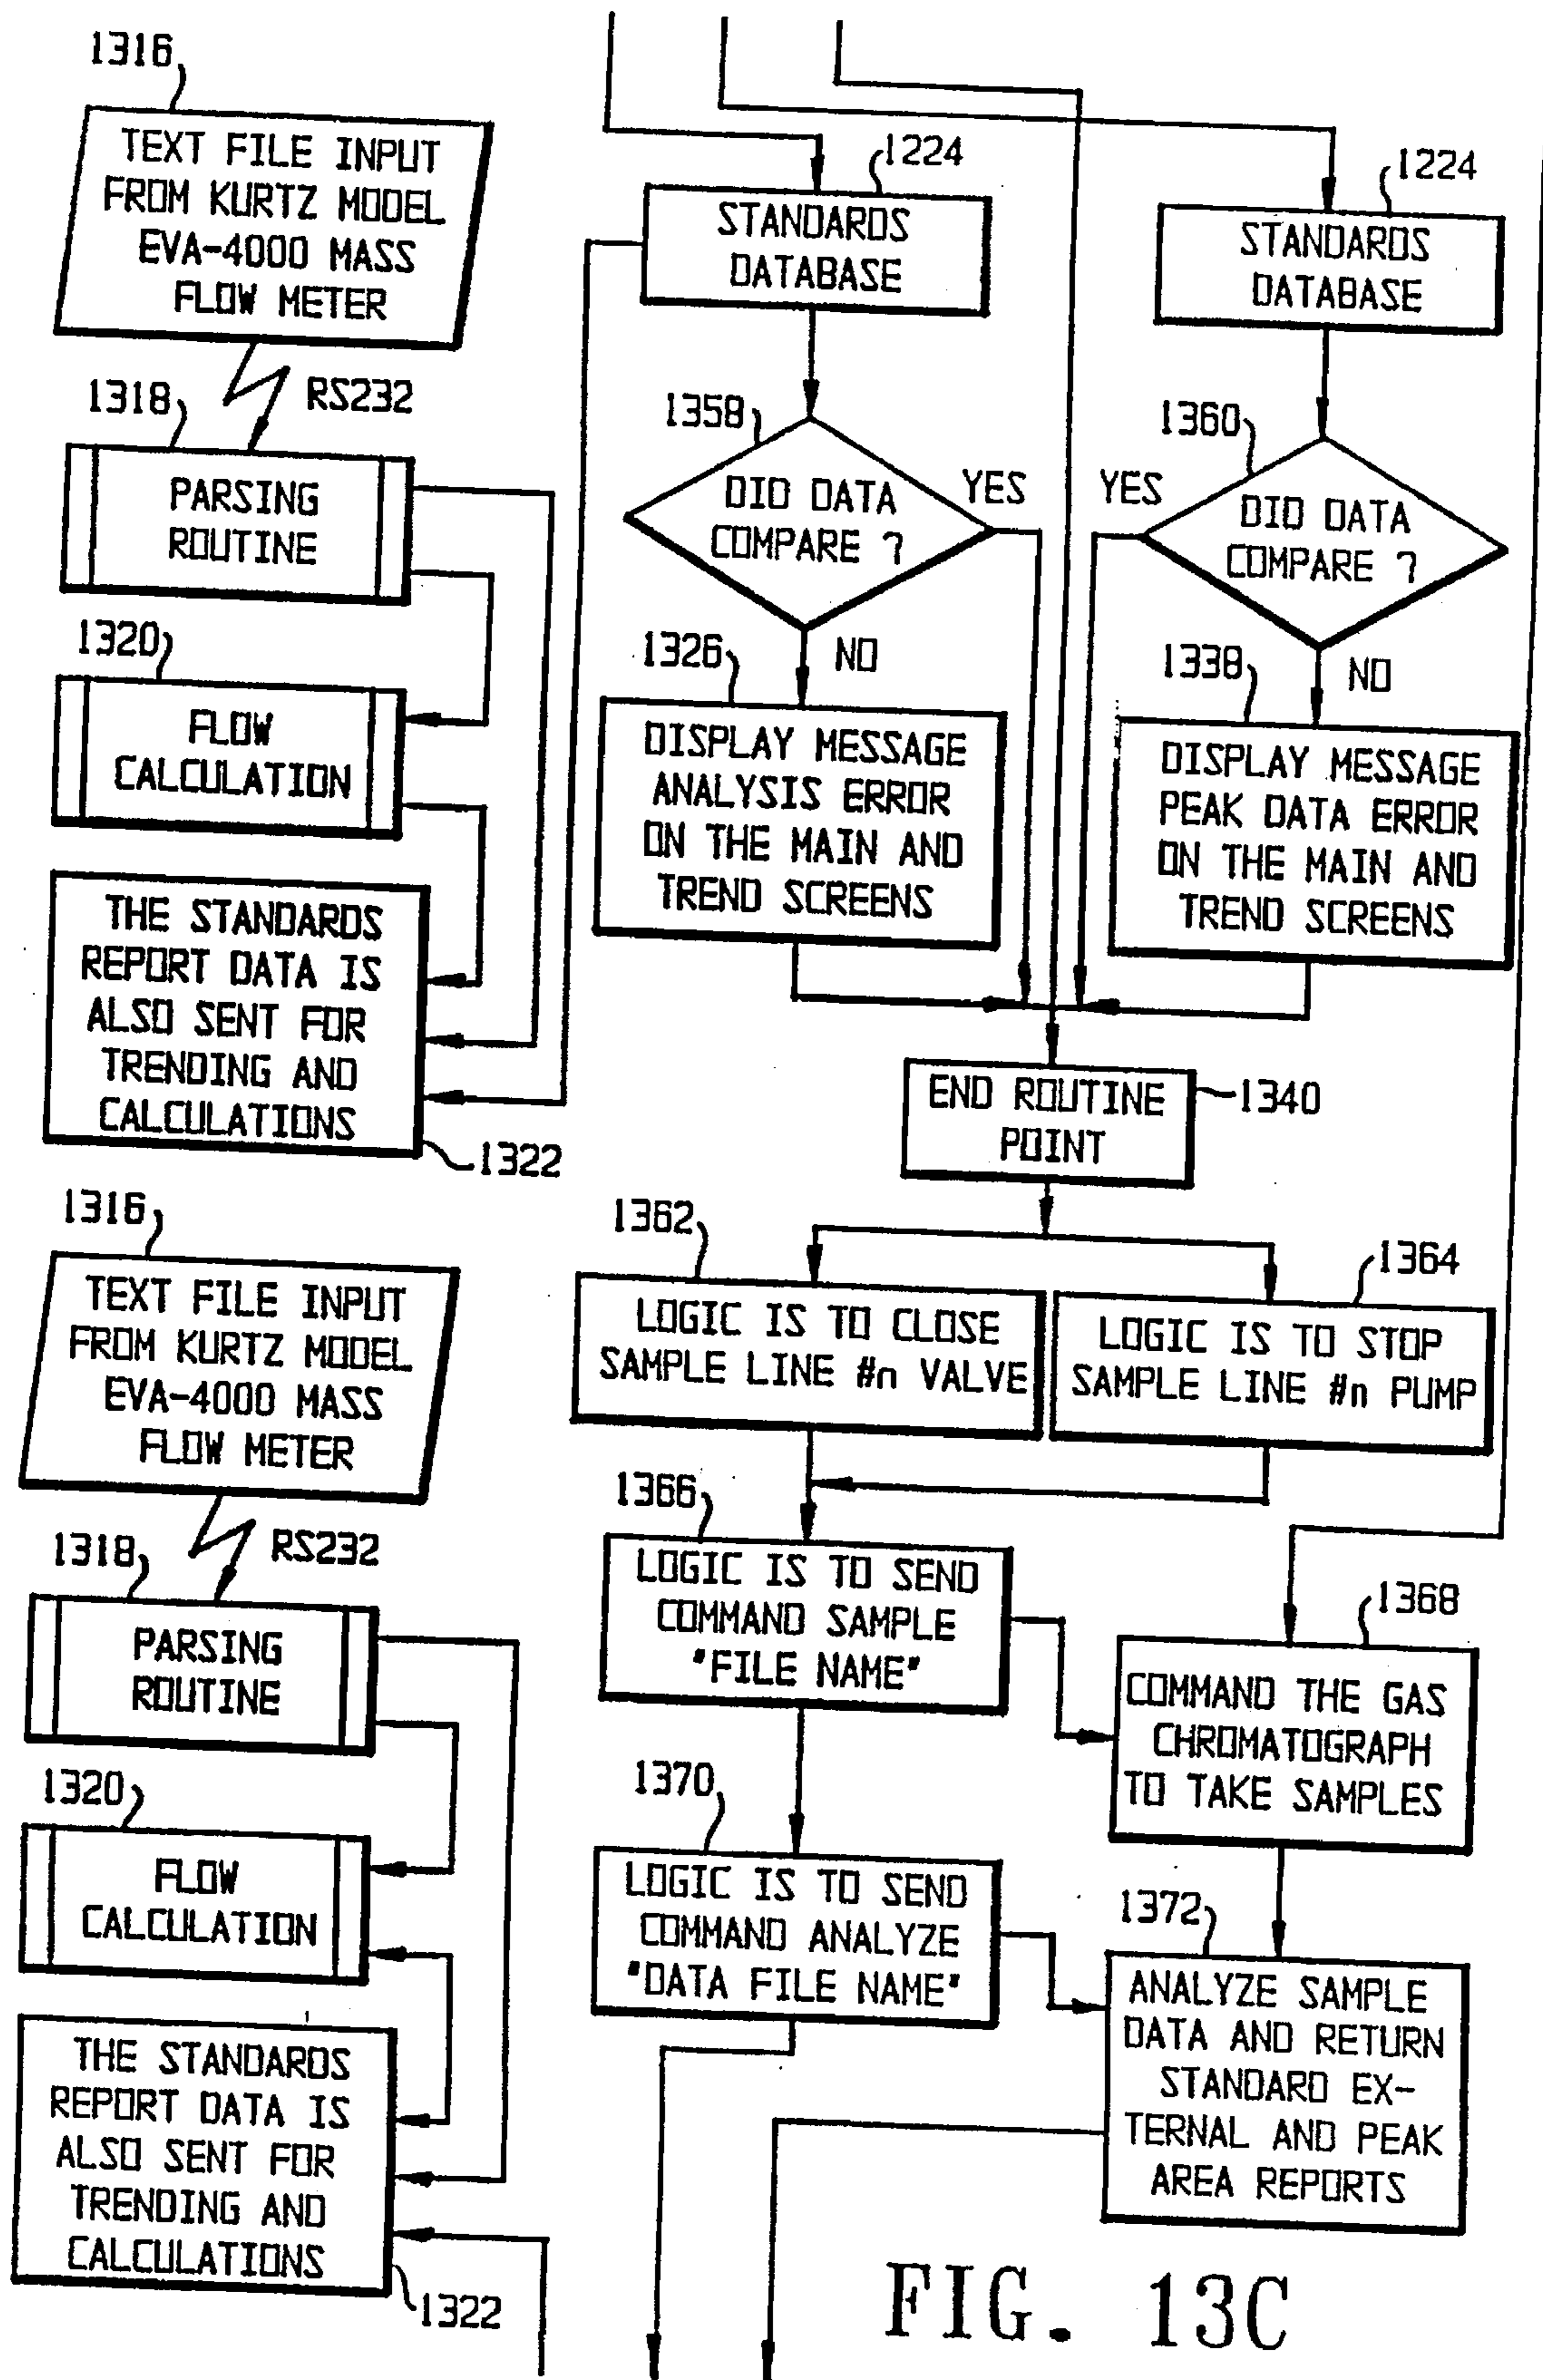 1316
TEXT FILE INPUT
FROM KURTZ MODEL
EVA-4000 MASS
FLOW METER
RS232
1318
PARSING
ROUTINE
1320
FLOW
CALCULATION
THE STANDARDS
REPORT DATA IS
ALSO SENT FOR
TRENDING AND
CALCULATIONS
1322
1316
TEXT FILE INPUT
FROM KURTZ MODEL
EVA-4000 MASS
FLOW METER
RS232
1318
PARSING
ROUTINE
1320
FLOW
CALCULATION
THE STANDARDS
REPORT DATA IS
ALSO SENT FOR
TRENDING AND
CALCULATIONS
1322
1224
STANDARDS
DATABASE
1358
DID DATA
COMPARE ?
YES
NO
1326
DISPLAY MESSAGE
ANALYSIS ERROR
ON THE MAIN AND
TREND SCREENS
1224
STANDARDS
DATABASE
1360
YES
DID DATA
COMPARE ?
NO
1338
DISPLAY MESSAGE
PEAK DATA ERROR
ON THE MAIN AND
TREND SCREENS
END ROUTINE
POINT
1340
1362
LOGIC IS TO CLOSE
SAMPLE LINE #n VALVE
1364
LOGIC IS TO STOP
SAMPLE LINE #n PUMP
1366
LOGIC IS TO SEND
COMMAND SAMPLE
"FILE NAME"
1368
COMMAND THE GAS
CHROMATOGRAPH
TO TAKE SAMPLES
1370
LOGIC IS TO SEND
COMMAND ANALYZE
"DATA FILE NAME"
1372
ANALYZE SAMPLE
DATA AND RETURN
STANDARD EX-
TERNAL AND PEAK
AREA REPORTS
FIG. 13C